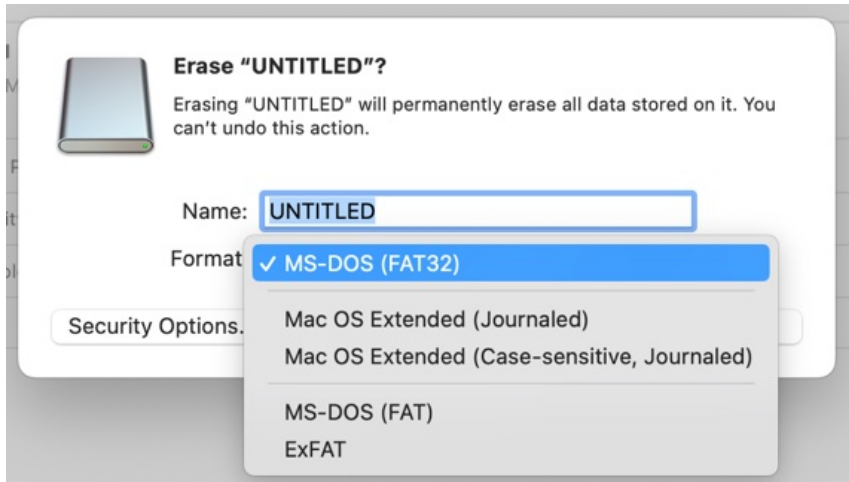 Erase “UNTITLED”?
Erasing “UNTITLED” will permanently erase all data stored on it. You
can’t undo this action.
Name: UNTITLED
Format
✓ MS-DOS (FAT32)
Mac OS Extended (Journaled)
Security Options.
Mac OS Extended (Case-sensitive, Journaled)
MS-DOS (FAT)
ExFAT